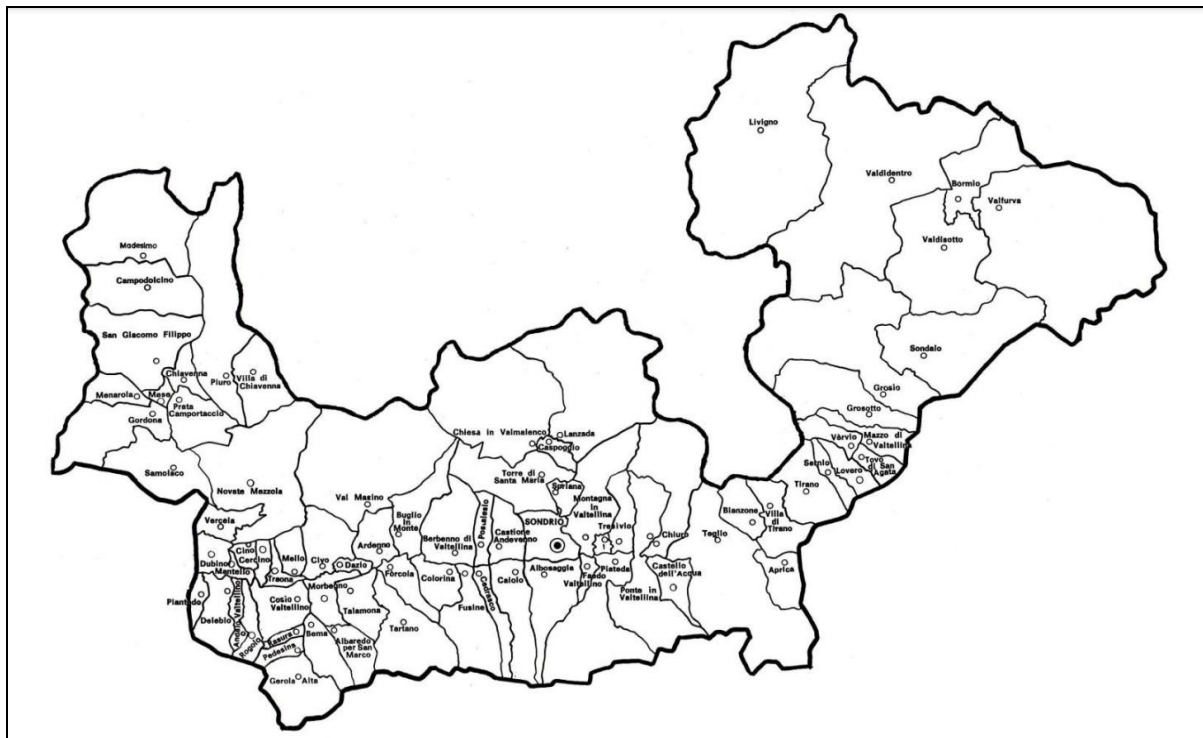 Livigno
Valdidentro
Bormio
Valfurva
Valdisotto
Modesimo
Campodolcino
San Giacomo Filippo
Sondalo
Chiavenna
Piuro
Villa di
Chiavenna
Grosio
Menarola
Mese
Prata
Camportaccio
Grosotto
Gordona
Chiesa in Valmalenco
Lanzada
Caspoggio
Vèrvio
Mazzo di
Valtellina
Samolaco
Torre di
Santa Maria
Sernio
Lovero
Tovo
di San
Agata
Novate Mezzola
Spriana
Tirano
Val Masino
Buglio
in
Monte
Montagna
in
Valtellina
Bianzone
Villa
di
Tirano
Verceia
Postalesio
SONDRIO
Tresivio
Berbenno di
Valtellina
Castione
Andevenno
Chiuro
Teglio
Cino
Cercino
Mello
Civo
Ardenno
Dubino
Mantello
Traona
Dazio
Forcola
Colorina
Caiolo
Albosaggia
Faedo
Valtellino
Piateda
Castello
dell'Acqua
Aprica
Piantedo
Delebio
Andalo Valtellino
Cosio
Valtellino
Morbegno
Talamona
Fusine
Cedrasco
Ponte in
Valtellina
Rogolo
Rasura
Bema
Albaredo
per San
Marco
Tartano
Pedesina
Gerola Alta